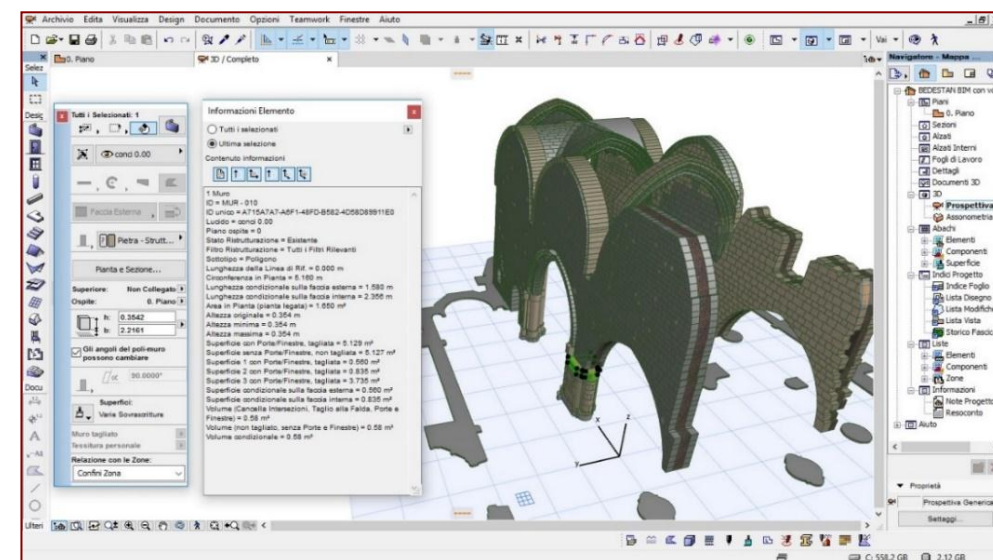 Archivio Edita Visualizza Design Documento Opzioni Teamwork Finestre Aiuto
Vai
Selez
0. Piano
3D / Completo
Navigatore - Mappa ...
Desig
Tutti i Selezionati: 1
conci 0.00
Faccia Esterna
Pietra - Strutt...
Pianta e Sezione...
Superiore: Non Collegato
Ospite: 0. Piano
h: 0.3542
b: 2.2161
Gli angoli del poli-muro
possono cambiare
90.0000°
Superfici:
Varie Sovrascritture
Muro tagliato
Tessitura personale
Relazione con le Zone:
Confini Zona
Docu
Ulteri
Informazioni Elemento
Tutti i selezionati
Ultima selezione
Contenuto informazioni
1 Muro
ID = MUR - 010
ID unico = A715A7A7-A6F1-48FD-B582-4D58D89911E0
Lucido = conci 0.00
Piano ospite = 0
Stato Ristrutturazione = Esistente
Filtro Ristrutturazione = Tutti i Filtri Rilevanti
Sottotipo = Poligono
Lunghezza della Linea di Rif. = 0.000 m
Circonferenza in Pianta = 5.160 m
Lunghezza condizionale sulla faccia esterna = 1.580 m
Lunghezza condizionale sulla faccia interna = 2.356 m
Area in Pianta (pianta legata) = 1.650 m²
Altezza originale = 0.354 m
Altezza minima = 0.354 m
Altezza massima = 0.354 m
Superficie con Porte/Finestre, tagliata = 5.129 m²
Superficie senza Porte/Finestre, non tagliata = 5.127 m²
Superficie 1 con Porte/Finestre, tagliata = 0.560 m²
Superficie 2 con Porte/Finestre, tagliata = 0.835 m²
Superficie 3 con Porte/Finestre, tagliata = 3.735 m²
Superficie condizionale sulla faccia esterna = 0.560 m²
Superficie condizionale sulla faccia interna = 0.835 m²
Volume (Cancella Intersezioni, Taglio alla Falda, Porte e
Finestre) = 0.58 m³
Volume (non tagliato, senza Porte e Finestre) = 0.58 m³
Volume condizionale = 0.58 m³
x
z
y
BEDESTAN BIM con vo
Piani
0. Piano
Sezioni
Alzati
Alzati Interni
Fogli di Lavoro
Dettagli
Documenti 3D
3D
Prospettiva
Assonometria
Abachi
Elementi
Componenti
Superficie
Indici Progetto
Indice Foglio
Lista Disegno
Lista Modifiche
Lista Vista
Storico Fascic
Liste
Elementi
Componenti
Zone
Informazioni
Note Progetto
Resoconto
Aiuto
Proprietà
Prospettiva Generica
Settaggi...
C: 558.2 GB
2.12 GB